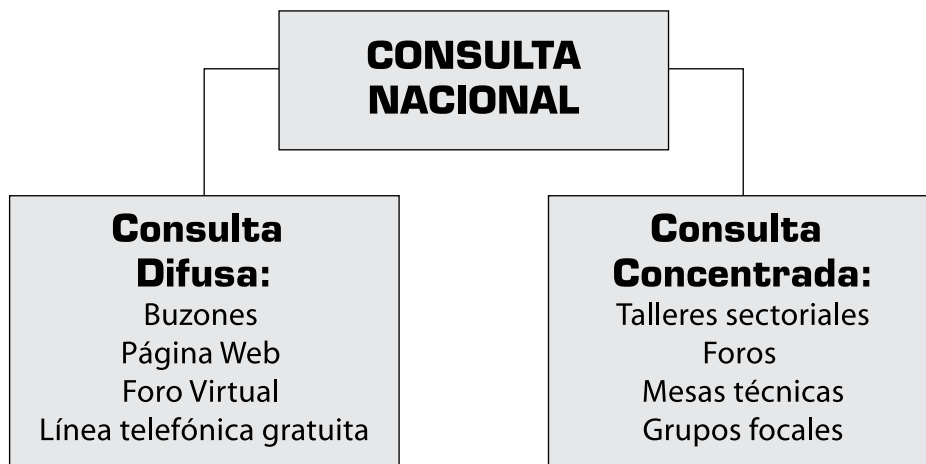 CONSULTA
NACIONAL
Consulta
Difusa:
Buzones
Página Web
Foro Virtual
Línea telefónica gratuita
Consulta
Concentrada:
Talleres sectoriales
Foros
Mesas técnicas
Grupos focales